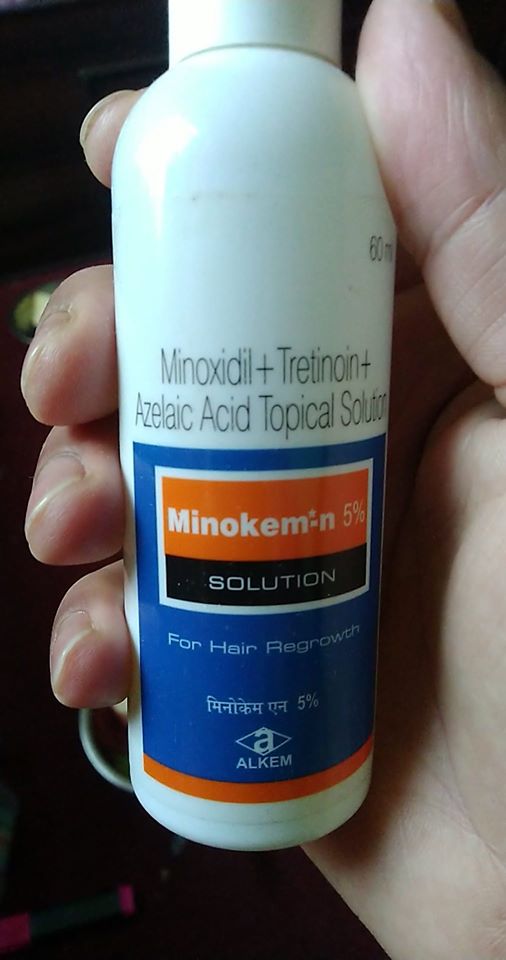 60 ml
Minoxidil + Tretinoin +
Azelaic Acid Topical Solution
Minokem*-n 5%
SOLUTION
For Hair Regrowth
मिनोकेम एन 5%
a
ALKEM